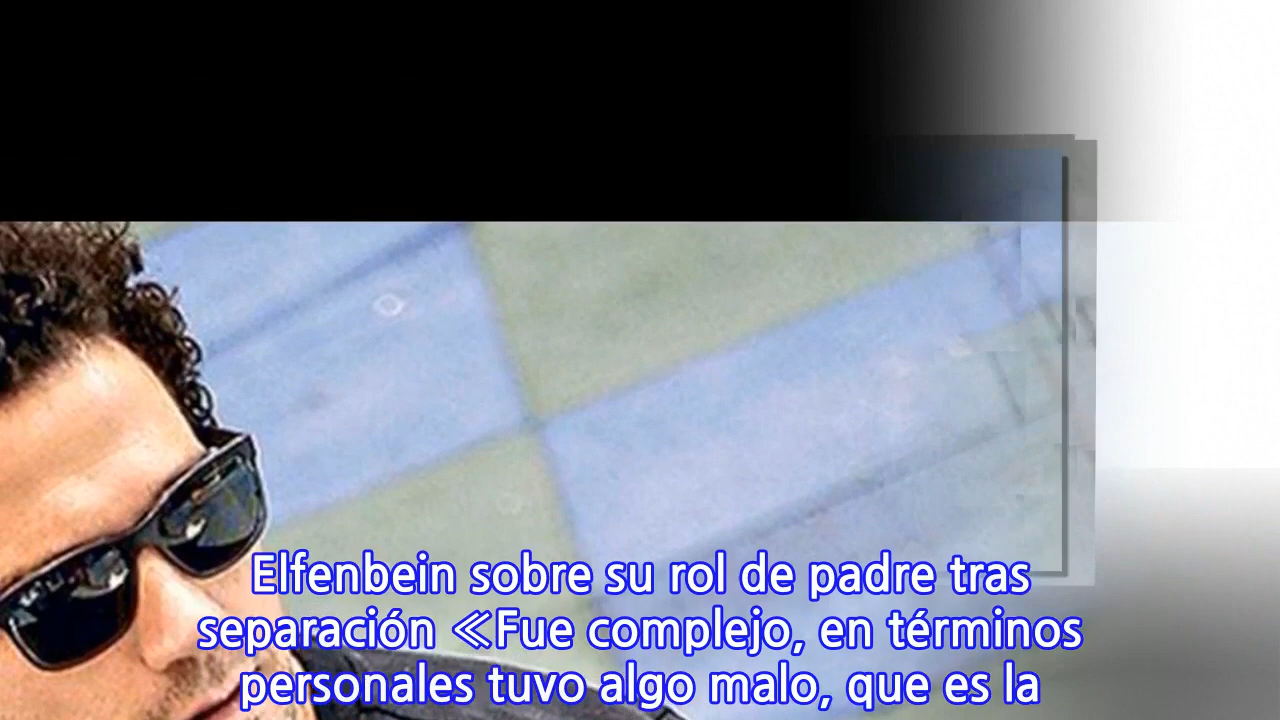 Elfenbein sobre su rol de padre tras
separación ≪Fue complejo, en términos
personales tuvo algo malo, que es la